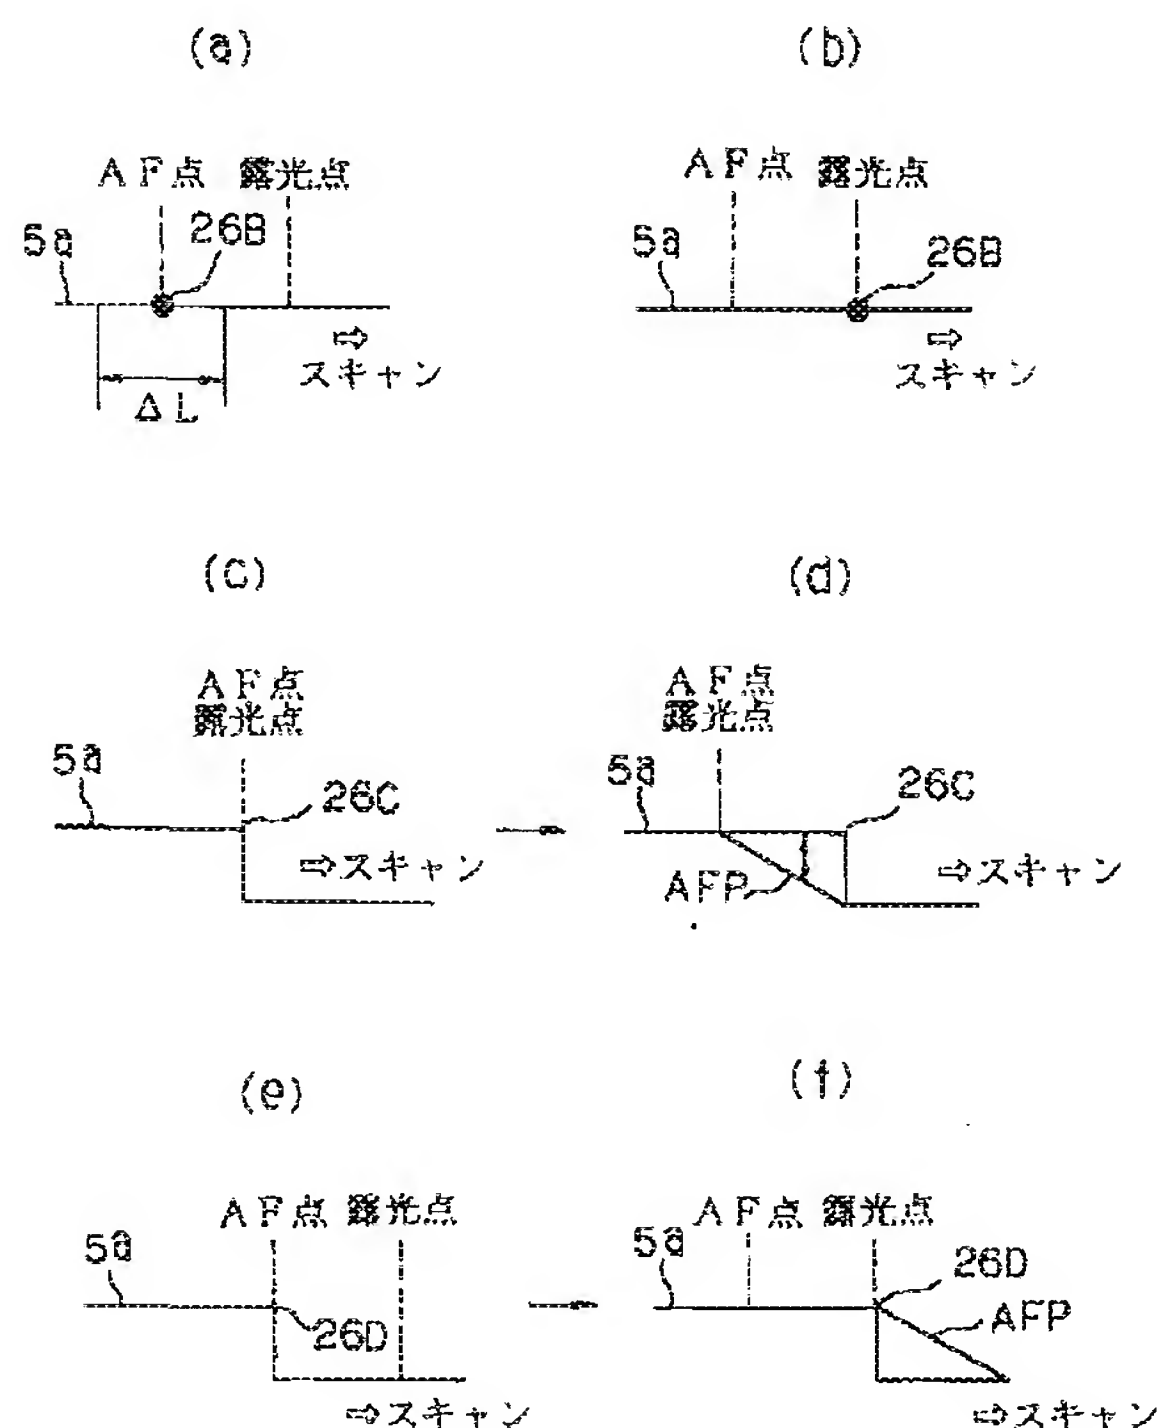 (a)
AF点 露光点
5a
26B
⇨
スキャン
ΔL
(b)
AF点 露光点
5a
26B
⇨
スキャン
(c)
AF点
露光点
5a
26C
⇨スキャン
(d)
AF点
露光点
5a
26C
AFP
⇨スキャン
(e)
AF点 露光点
5a
26D
⇨スキャン
(f)
AF点 露光点
5a
26D
AFP
⇨スキャン